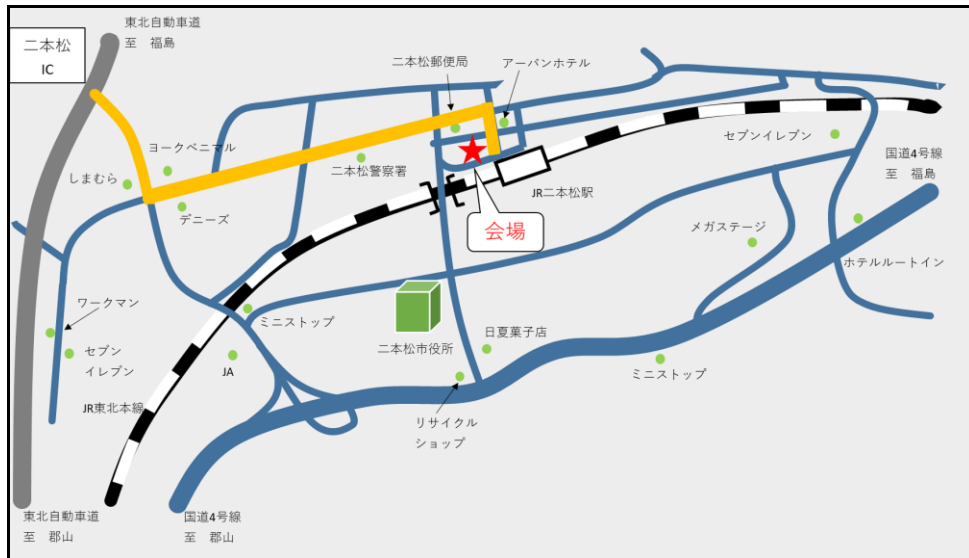 東北自動車道
至　福島
二本松
IC
二本松郵便局
アーバンホテル
ヨークベニマル
しまむら
二本松警察署
デニーズ
セブンイレブン
国道4号線
至　福島
JR二本松駅
会場
メガステージ
ホテルルートイン
ワークマン
ミニストップ
セブン
イレブン
JA
二本松市役所
日夏菓子店
ミニストップ
JR東北本線
リサイクル
ショップ
東北自動車道
至　郡山
国道4号線
至　郡山